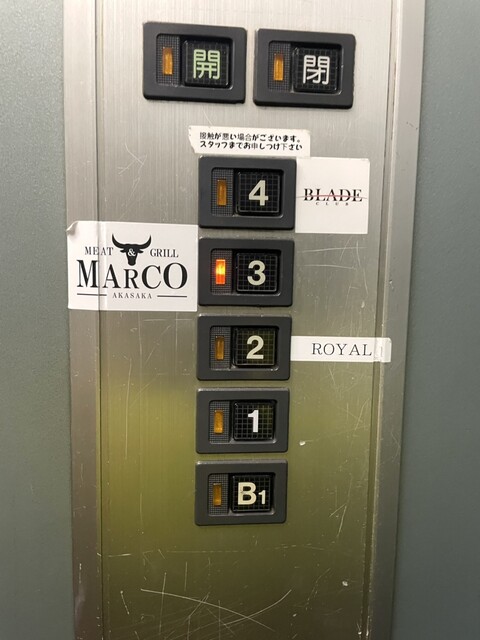 開 閉
接触が悪い場合がございます。
スタッフまでお申しつけ下さい
4
BLADE
CLUB
MEAT & GRILL
MARCO
AKASAKA
3
2
ROYAL
1
B1